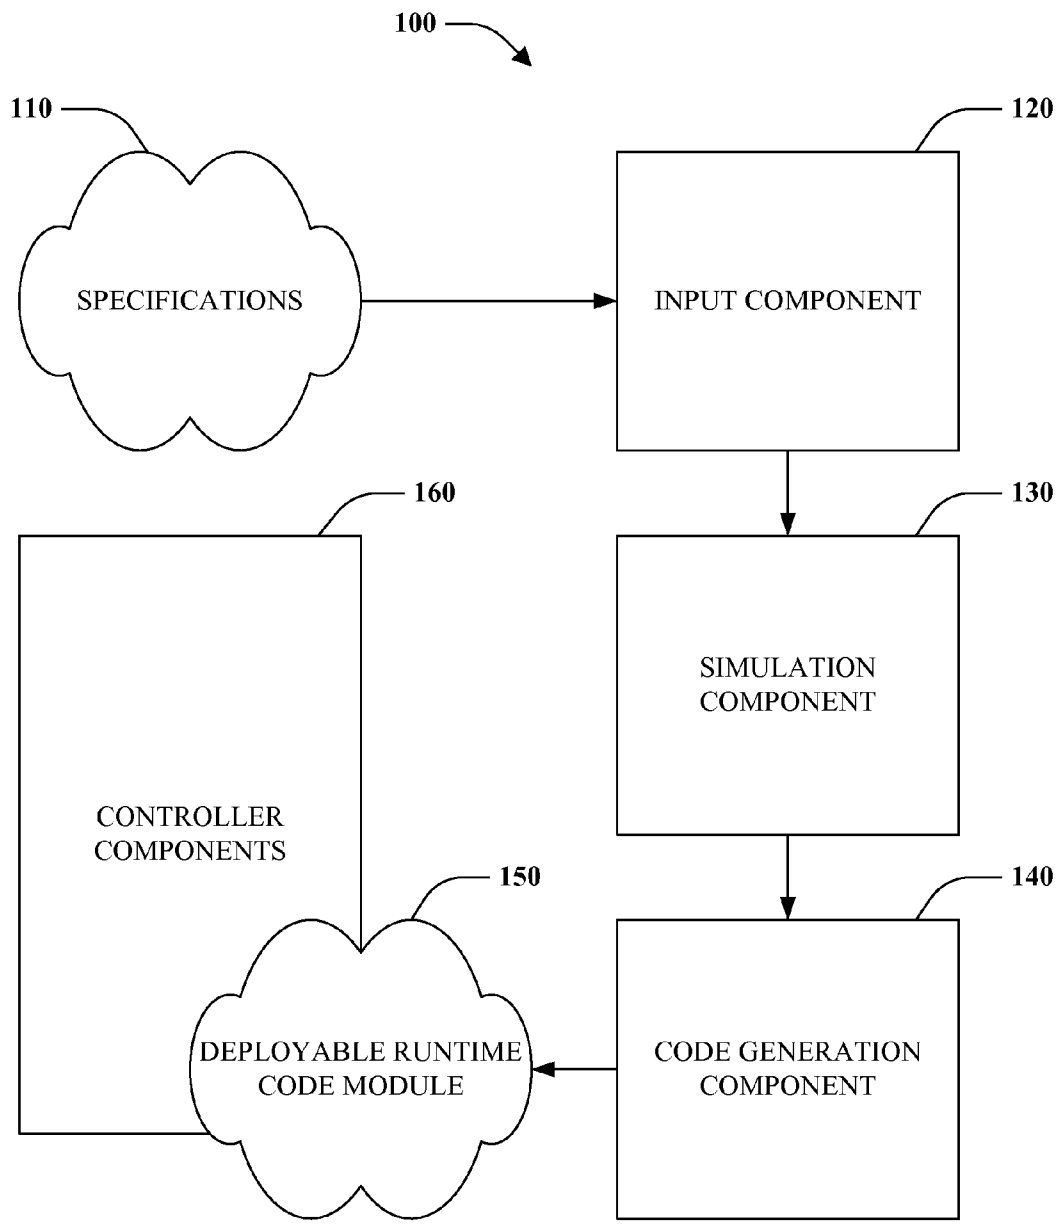 100
110
120
SPECIFICATIONS
INPUT COMPONENT
160
130
SIMULATION
COMPONENT
CONTROLLER
COMPONENTS
150
140
DEPLOYABLE RUNTIME
CODE MODULE
CODE GENERATION
COMPONENT